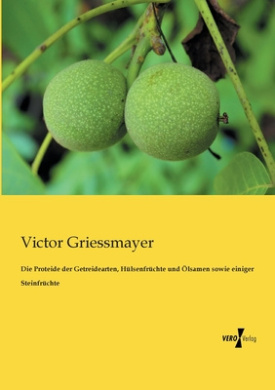 Victor Griessmayer
Die Proteide der Getreidearten, Hülsenfrüchte und Ölsamen sowie einiger
Steinfrüchte
VERO Verlag